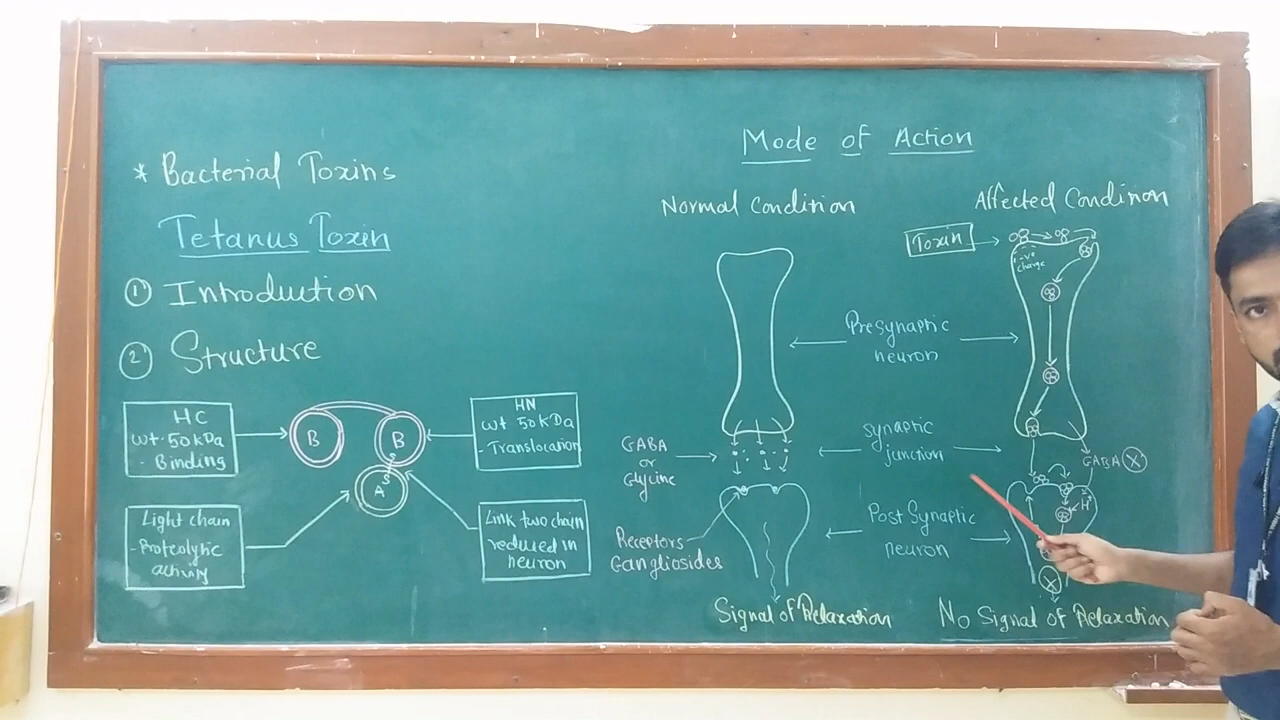 * Bacterial Toxins
Tetanus Toxin
① Introduction
② Structure
HC
wt. 50kDa
- Binding
B
B
S
S
A
HN
wt 50kDa
- Translocation
Light chain
- Proteolytic
activity
Link two chain
reduced in
neuron
Mode of Action
Normal Condition
Affected Condition
Toxin
-ve
charge
Presynaptic
neuron
GABA
or
Glycine
Synaptic
junction
GABA X
Receptors
Gangliosides
Post Synaptic
neuron
H+
X
Signal of Relaxation
No Signal of Relaxation